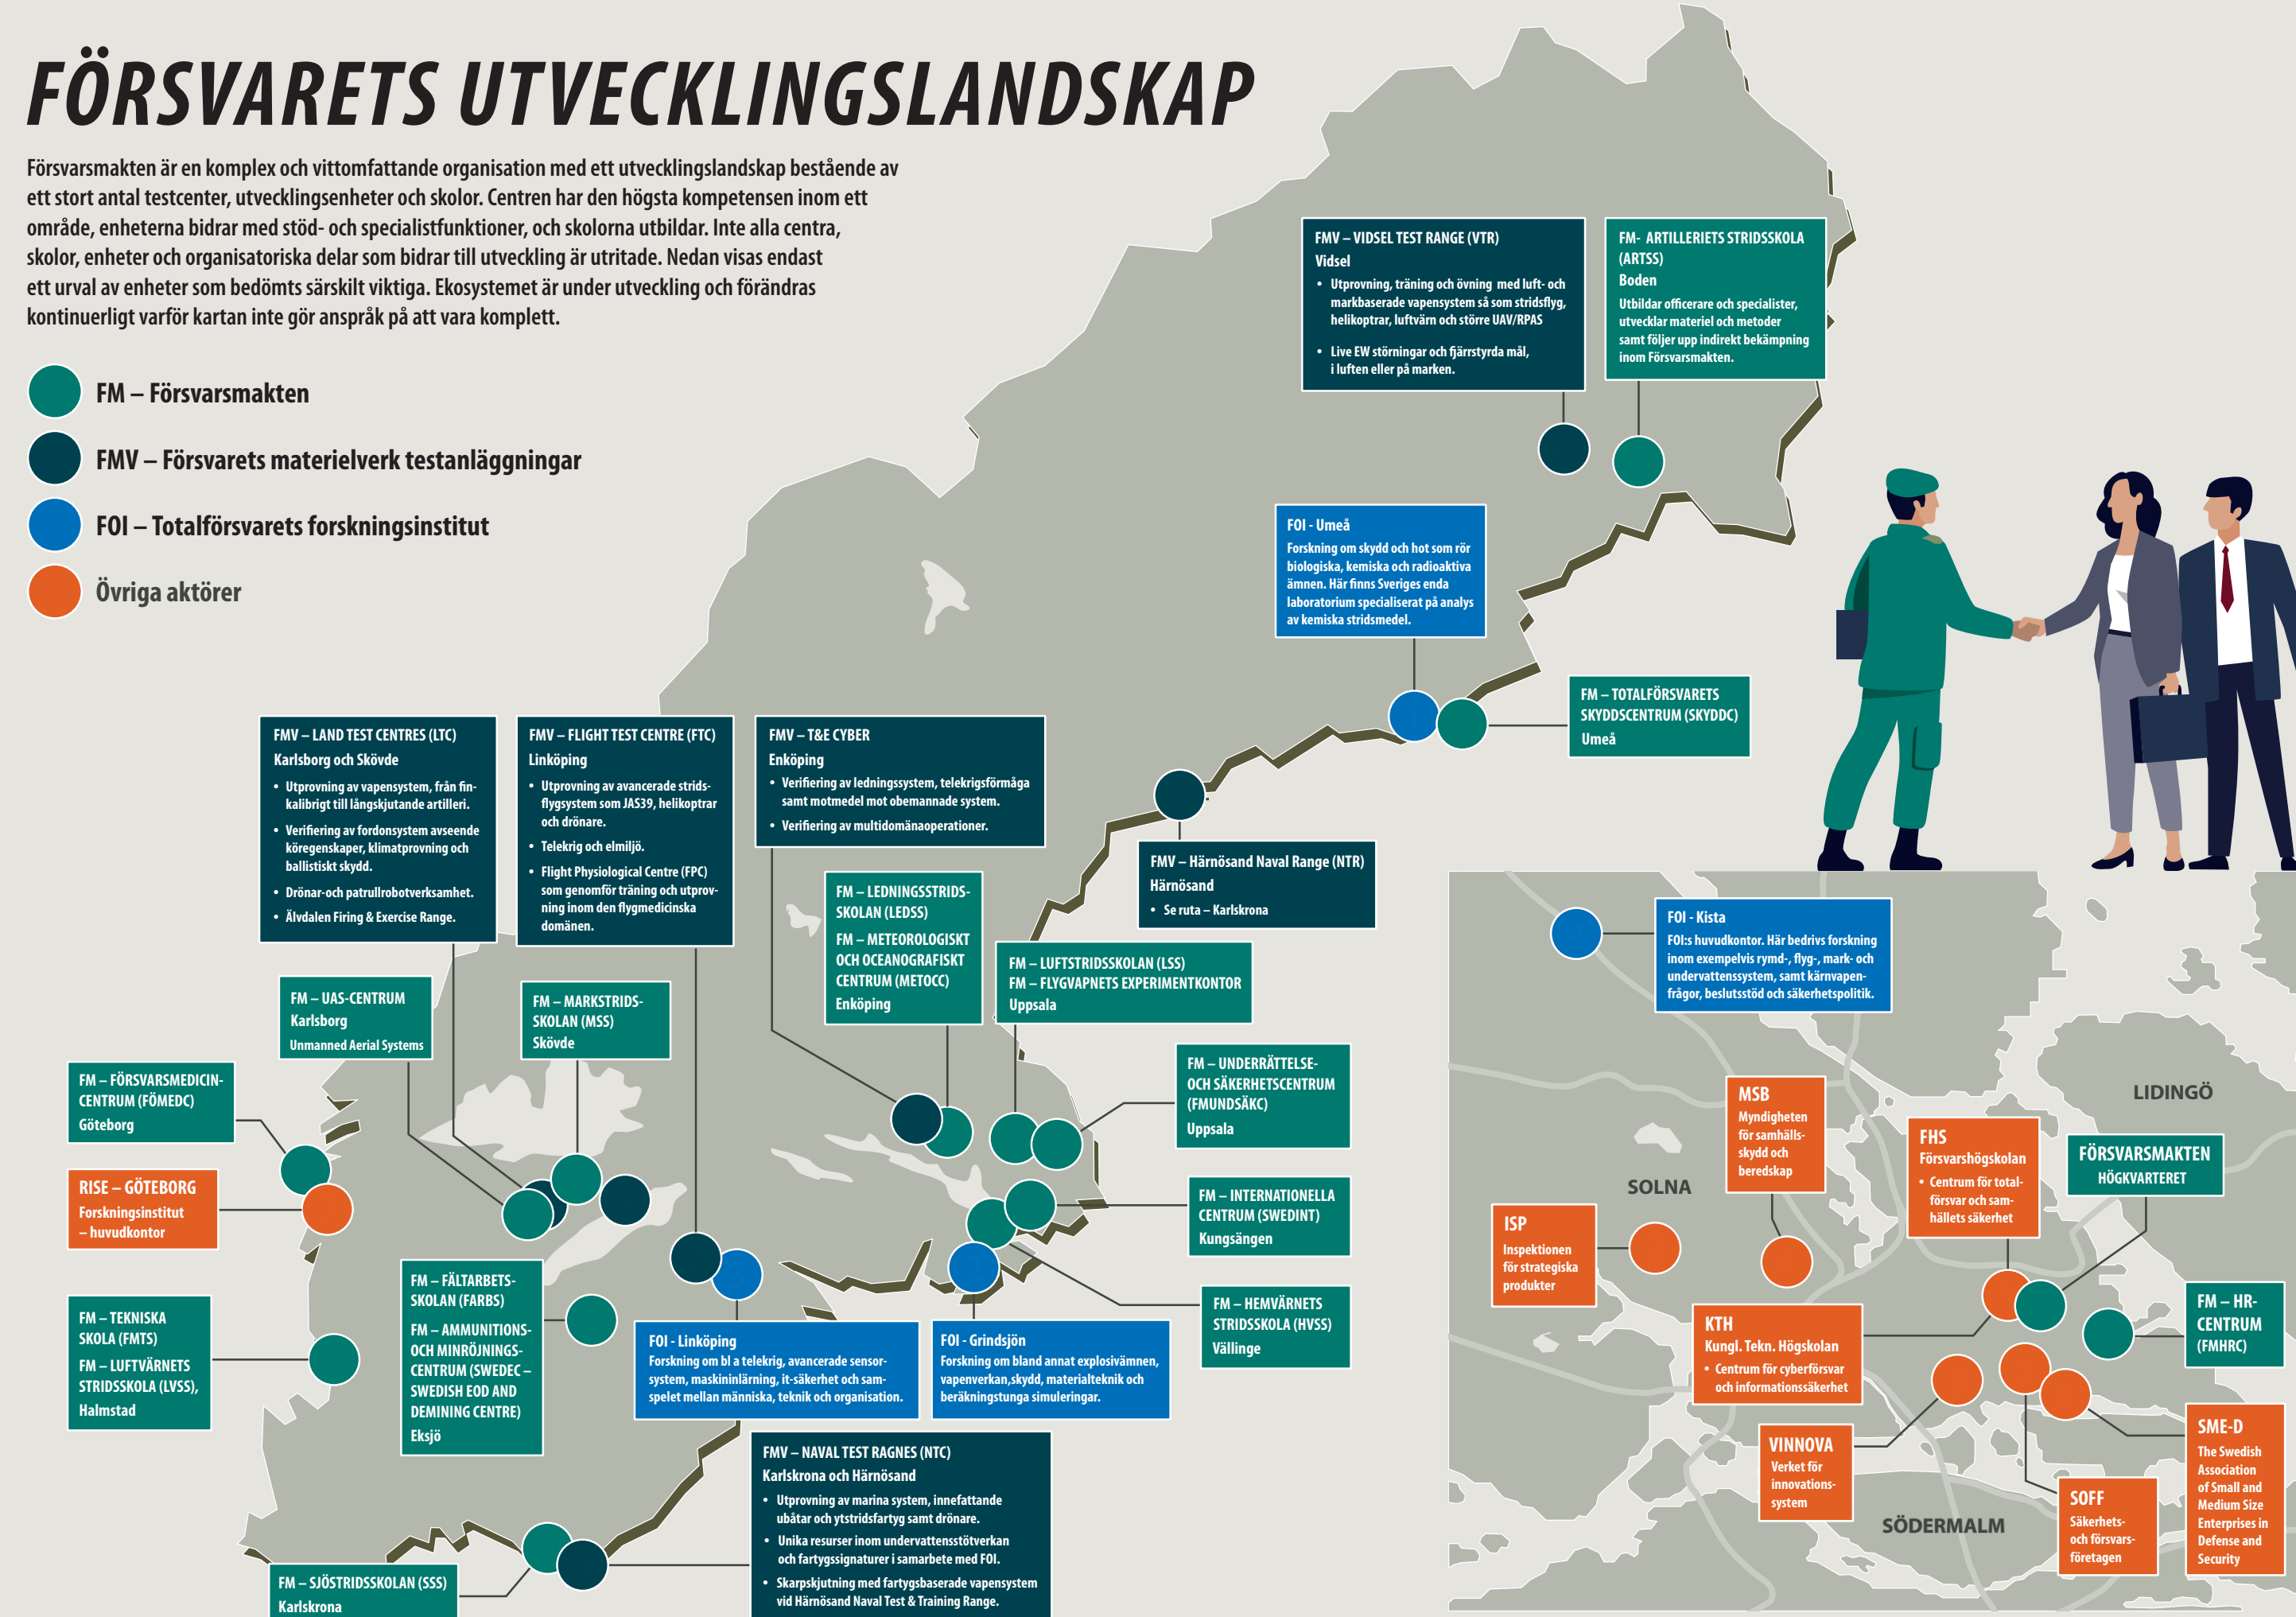 FÖRSVARETS UTVECKLINGSLANDSKAP
Försvarsmakten är en komplex och vittomfattande organisation med ett utvecklingslandskap bestående av
ett stort antal testcenter, utvecklingsenheter och skolor. Centren har den högsta kompetensen inom ett
område, enheterna bidrar med stöd- och specialistfunktioner, och skolorna utbildar. Inte alla centra,
skolor, enheter och organisatoriska delar som bidrar till utveckling är utritade. Nedan visas endast
ett urval av enheter som bedömts särskilt viktiga. Ekosystemet är under utveckling och förändras
kontinuerligt varför kartan inte gör anspråk på att vara komplett.
FM – Försvarsmakten
FMV – Försvarets materielverk testanläggningar
FOI – Totalförsvarets forskningsinstitut
Övriga aktörer
FMV – VIDSEL TEST RANGE (VTR)
Vidsel
• Utprovning, träning och övning med luft- och
markbaserade vapensystem så som stridsflyg,
helikoptrar, luftvärn och större UAV/RPAS
• Live EW störningar och fjärrstyrda mål,
i luften eller på marken.
FM- ARTILLERIETS STRIDSSKOLA
(ARTSS)
Boden
Utbildar officerare och specialister,
utvecklar materiel och metoder
samt följer upp indirekt bekämpning
inom Försvarsmakten.
FOI - Umeå
Forskning om skydd och hot som rör
biologiska, kemiska och radioaktiva
ämnen. Här finns Sveriges enda
laboratorium specialiserat på analys
av kemiska stridsmedel.
FM – TOTALFÖRSVARETS
SKYDDSCENTRUM (SKYDDC)
Umeå
FMV – LAND TEST CENTRES (LTC)
Karlsborg och Skövde
• Utprovning av vapensystem, från fin-
kalibrigt till långskjutande artilleri.
• Verifiering av fordonsystem avseende
köregenskaper, klimatprovning och
ballistiskt skydd.
• Drönar-och patrullrobotverksamhet.
• Älvdalen Firing & Exercise Range.
FMV – FLIGHT TEST CENTRE (FTC)
Linköping
• Utprovning av avancerade strids-
flygsystem som JAS39, helikoptrar
och drönare.
• Telekrig och elmiljö.
• Flight Physiological Centre (FPC)
som genomför träning och utprov-
ning inom den flygmedicinska
domänen.
FMV – T&E CYBER
Enköping
• Verifiering av ledningssystem, telekrigsförmåga
samt motmedel mot obemannade system.
• Verifiering av multidomänaoperationer.
FMV – Härnösand Naval Range (NTR)
Härnösand
• Se ruta – Karlskrona
FM – LEDNINGSSTRIDS-
SKOLAN (LEDSS)
FM – METEOROLOGISKT
OCH OCEANOGRAFISKT
CENTRUM (METOCC)
Enköping
FM – LUFTSTRIDSSKOLAN (LSS)
FM – FLYGVAPNETS EXPERIMENTKONTOR
Uppsala
FM – UAS-CENTRUM
Karlsborg
Unmanned Aerial Systems
FM – MARKSTRIDS-
SKOLAN (MSS)
Skövde
FM – UNDERRÄTTELSE-
OCH SÄKERHETSCENTRUM
(FMUNDSÄKC)
Uppsala
FM – FÖRSVARSMEDICIN-
CENTRUM (FÖMEDC)
Göteborg
RISE – GÖTEBORG
Forskningsinstitut
– huvudkontor
FM – INTERNATIONELLA
CENTRUM (SWEDINT)
Kungsängen
FM – TEKNISKA
SKOLA (FMTS)
FM – LUFTVÄRNETS
STRIDSSKOLA (LVSS),
Halmstad
FM – FÄLTARBETS-
SKOLAN (FARBS)
FM – AMMUNITIONS-
OCH MINRÖJNINGS-
CENTRUM (SWEDEC –
SWEDISH EOD AND
DEMINING CENTRE)
Eksjö
FM – HEMVÄRNETS
STRIDSSKOLA (HVSS)
Vällinge
FOI - Linköping
Forskning om bl a telekrig, avancerade sensor-
system, maskininlärning, it-säkerhet och sam-
spelet mellan människa, teknik och organisation.
FOI - Grindsjön
Forskning om bland annat explosivämnen,
vapenverkan,skydd, materialteknik och
beräkningstunga simuleringar.
FMV – NAVAL TEST RAGNES (NTC)
Karlskrona och Härnösand
• Utprovning av marina system, innefattande
ubåtar och ytstridsfartyg samt drönare.
• Unika resurser inom undervattensstötverkan
och fartygssignaturer i samarbete med FOI.
• Skarpskjutning med fartygsbaserade vapensystem
vid Härnösand Naval Test & Training Range.
FM – SJÖSTRIDSSKOLAN (SSS)
Karlskrona
FOI - Kista
FOI:s huvudkontor. Här bedrivs forskning
inom exempelvis rymd-, flyg-, mark- och
undervattenssystem, samt kärnvapen-
frågor, beslutsstöd och säkerhetspolitik.
LIDINGÖ
MSB
Myndigheten
för samhälls-
skydd och
beredskap
FHS
Försvarshögskolan
• Centrum för total-
försvar och sam-
hällets säkerhet
FÖRSVARSMAKTEN
HÖGKVARTERET
SOLNA
ISP
Inspektionen
för strategiska
produkter
KTH
Kungl. Tekn. Högskolan
• Centrum för cyberförsvar
och informationssäkerhet
FM – HR-
CENTRUM
(FMHRC)
VINNOVA
Verket för
innovations-
system
SÖDERMALM
SOFF
Säkerhets-
och försvars-
företagen
SME-D
The Swedish
Association
of Small and
Medium Size
Enterprises in
Defense and
Security